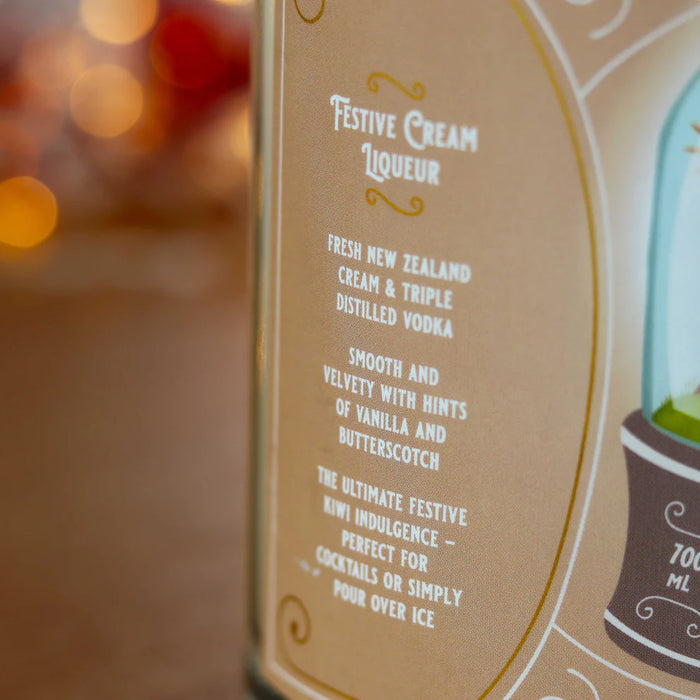 Festive Cream
Liqueur
FRESH NEW ZEALAND
CREAM & TRIPLE
DISTILLED VODKA
SMOOTH AND
VELVETY WITH HINTS
OF VANILLA AND
BUTTERSCOTCH
THE ULTIMATE FESTIVE
KIWI INDULGENCE –
PERFECT FOR
COCKTAILS OR SIMPLY
POUR OVER ICE
700
ML